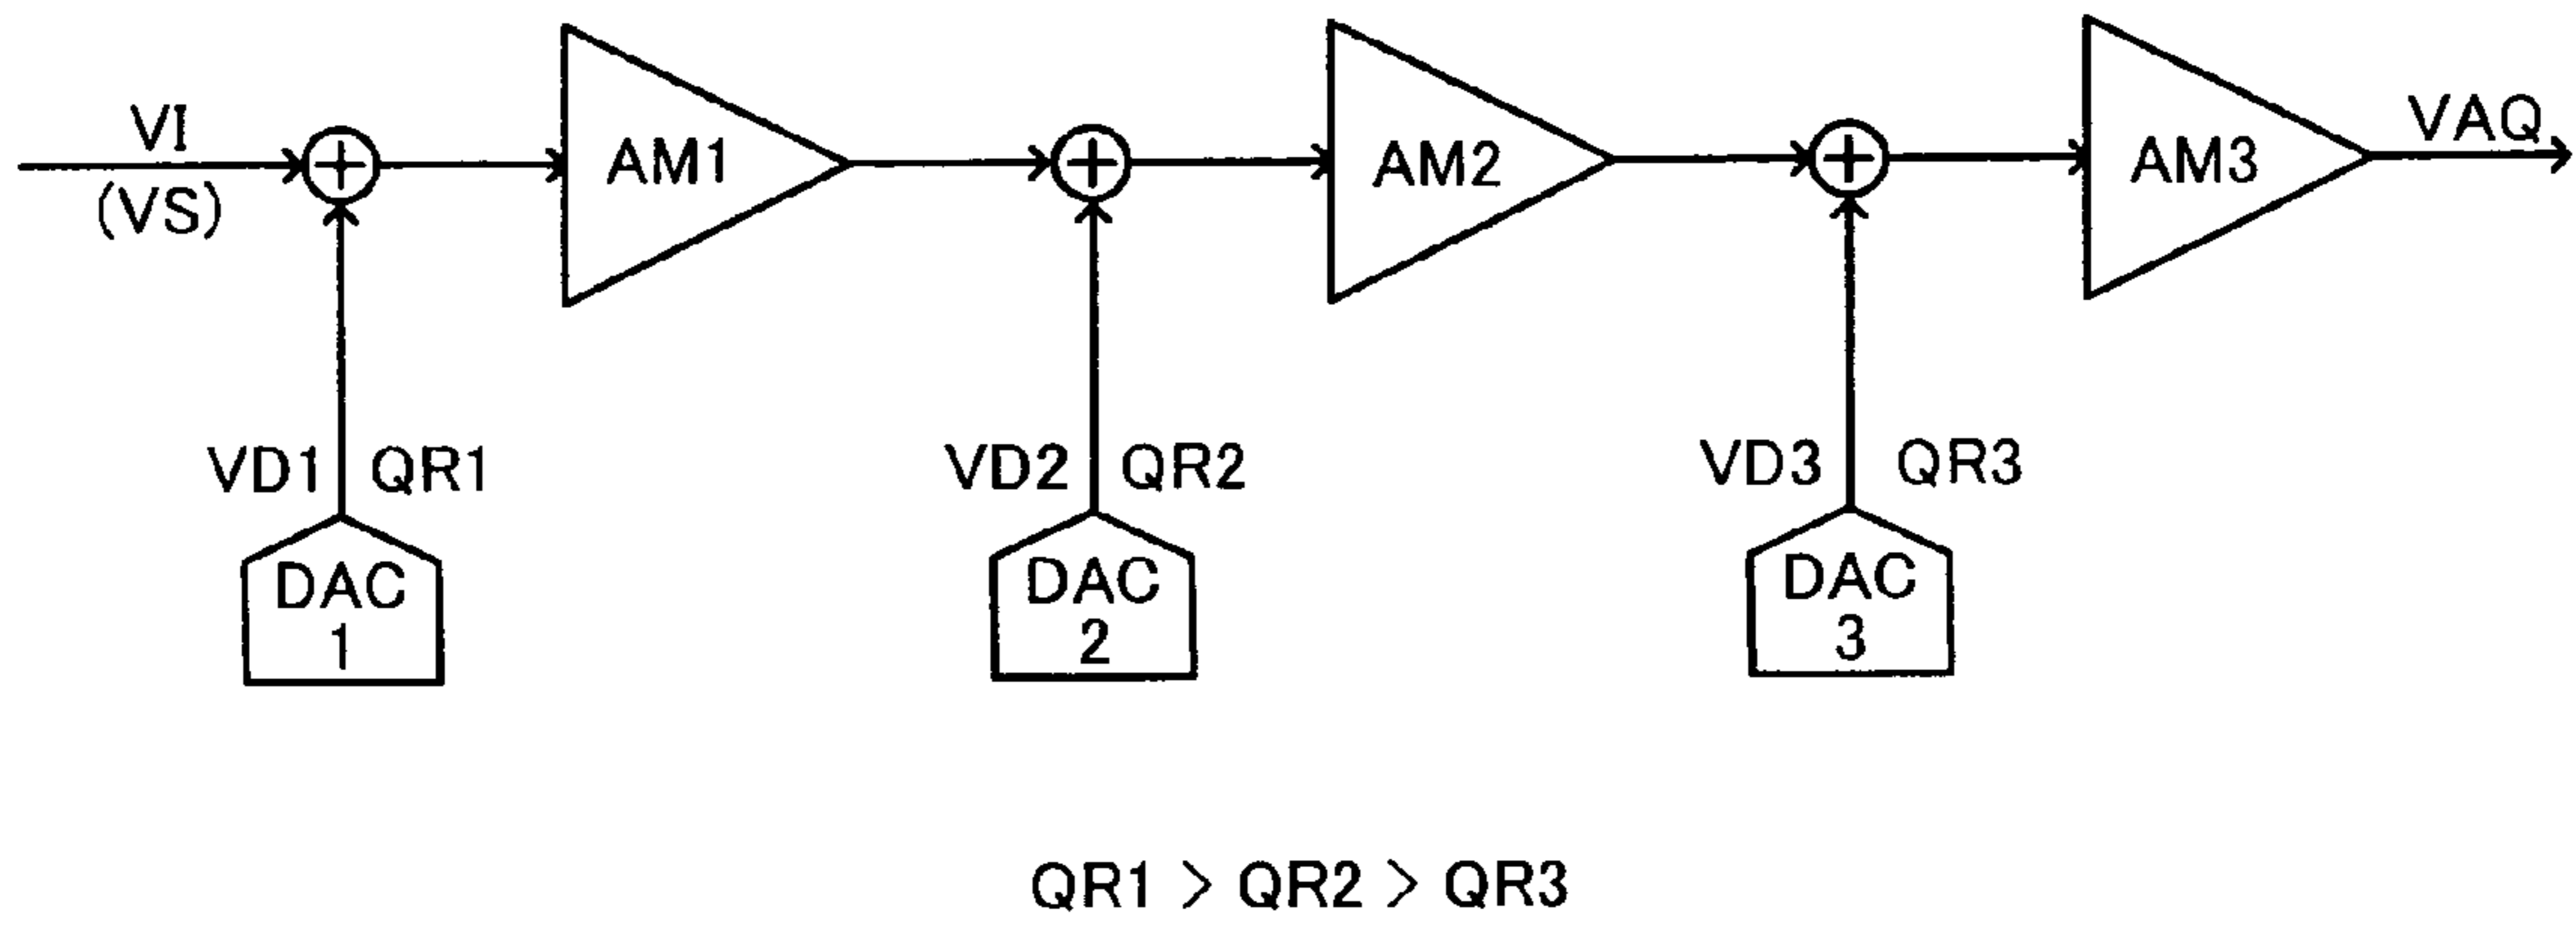 VI
(VS)
AM1
AM2
AM3
VAQ
VD1 QR1
VD2 QR2
VD3 QR3
DAC
1
DAC
2
DAC
3
QR1 > QR2 > QR3